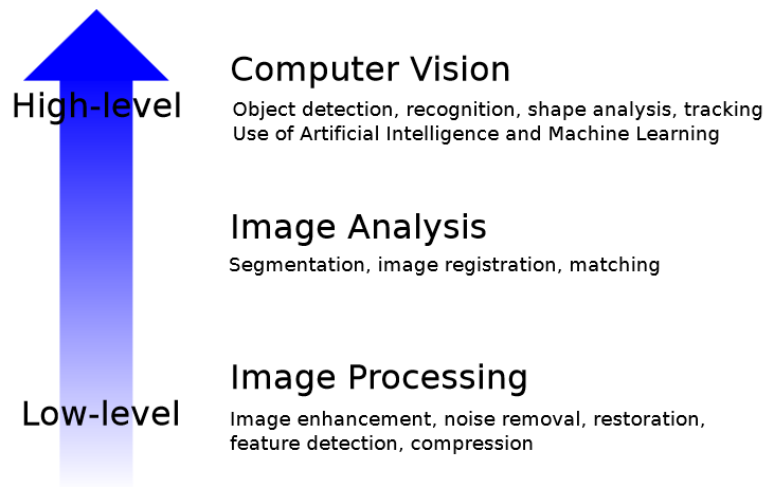 Computer Vision
High-level
Object detection, recognition, shape analysis, tracking
Use of Artificial Intelligence and Machine Learning
Image Analysis
Segmentation, image registration, matching
Image Processing
Low-level
Image enhancement, noise removal, restoration,
feature detection, compression